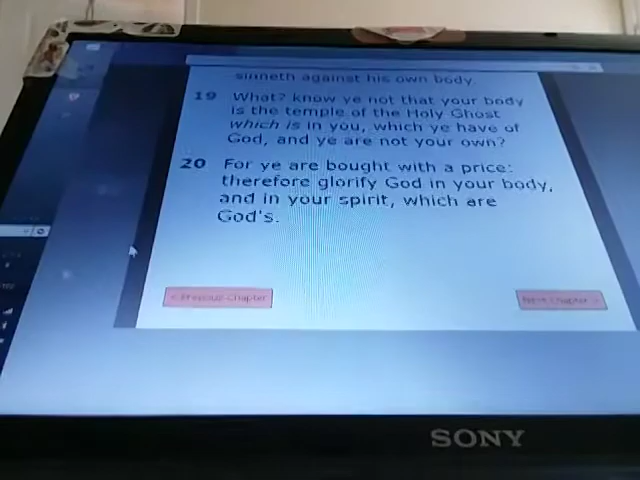 sinneth against his own body.
19 What? know ye not that your body
is the temple of the Holy Ghost
which is in you, which ye have of
God, and ye are not your own?
20 For ye are bought with a price:
therefore glorify God in your body,
and in your spirit, which are
God's.
< Previous Chapter
Next Chapter >
SONY